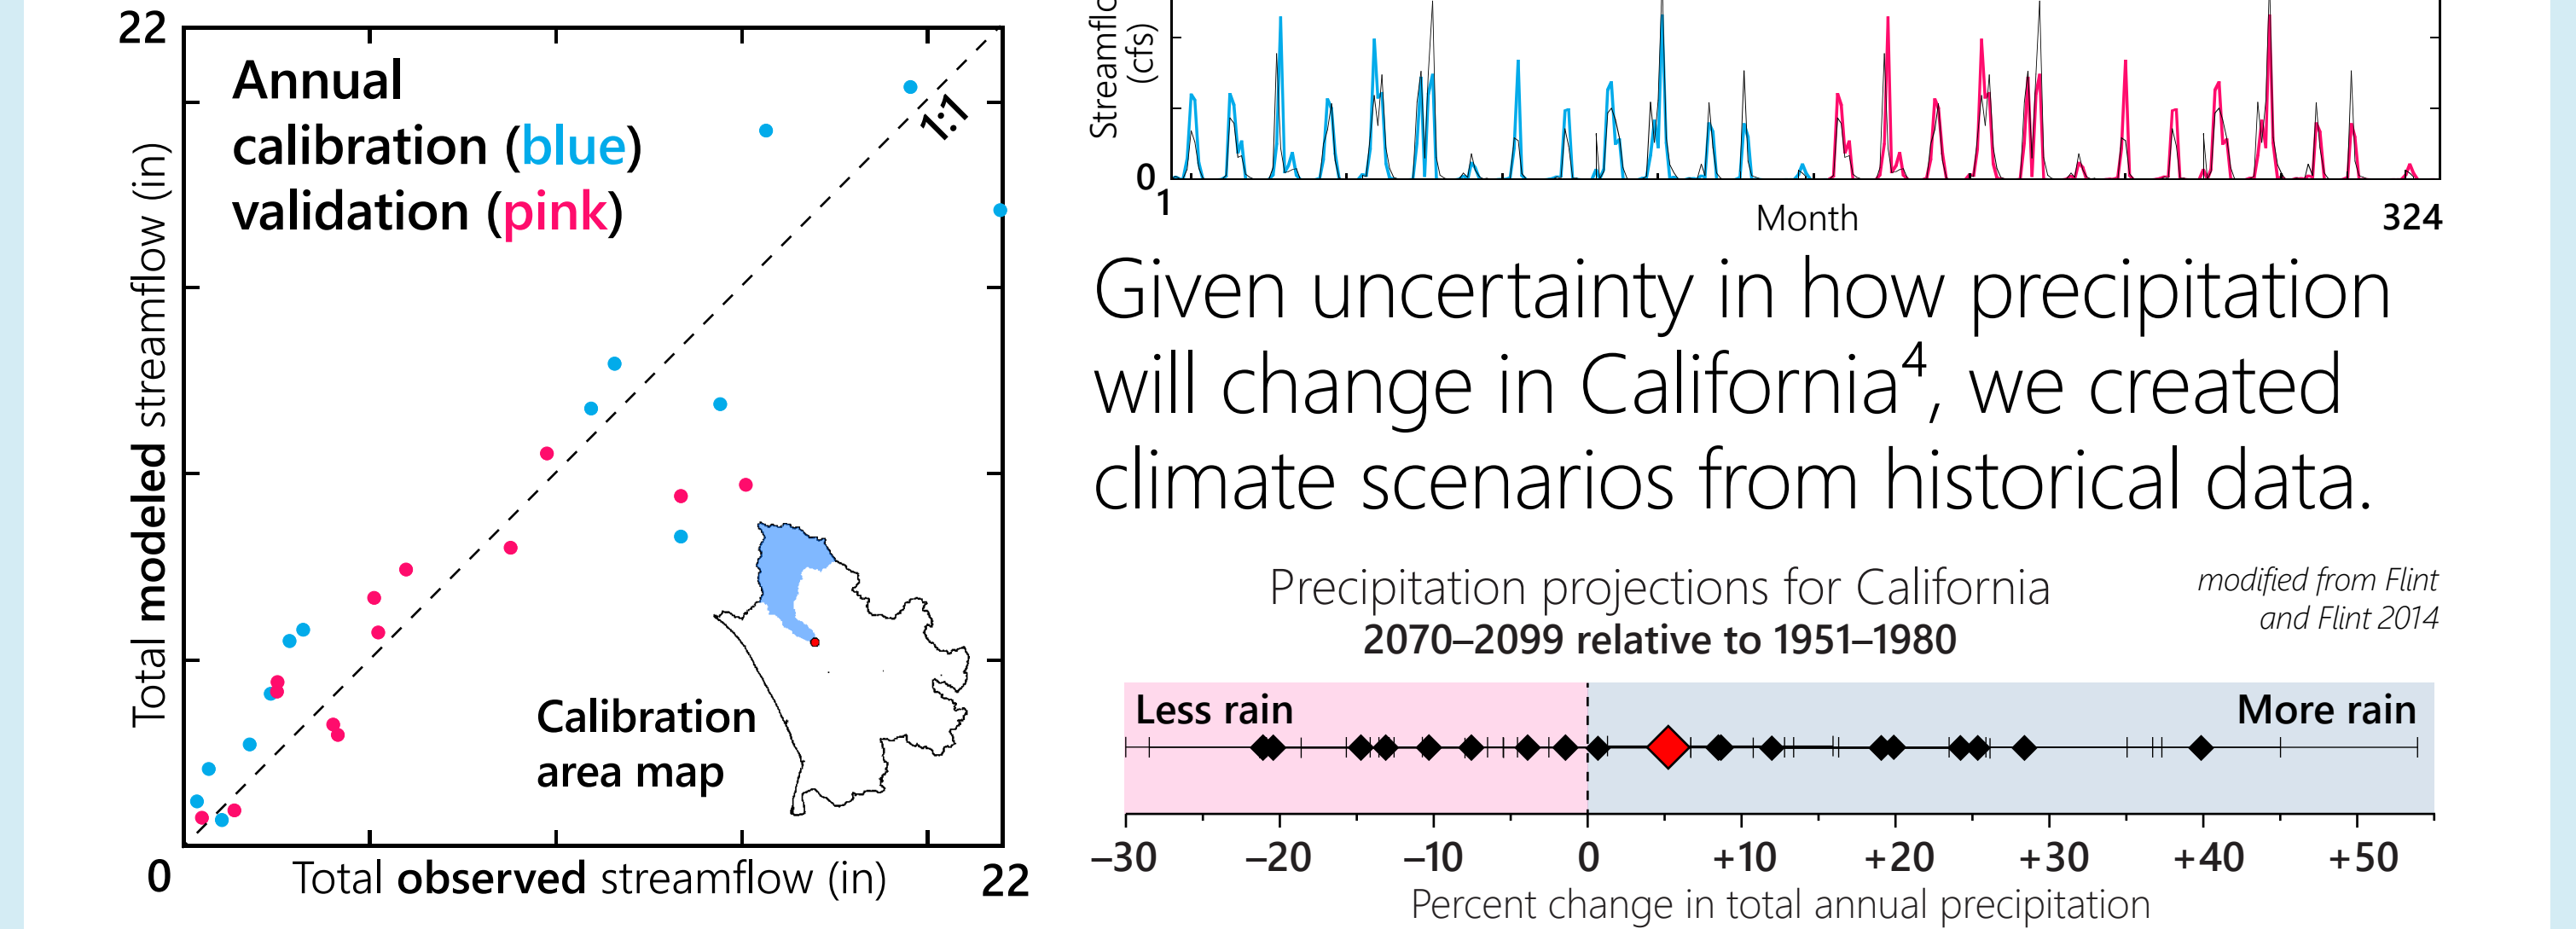 22
Annual
calibration (blue)
validation (pink)
1:1
Total modeled streamflow (in)
Calibration
area map
0
Total observed streamflow (in)
22
(cfs)
0
1
Month
324
Given uncertainty in how precipitation
will change in California⁴, we created
climate scenarios from historical data.
Precipitation projections for California
2070–2099 relative to 1951–1980
modified from Flint
and Flint 2014
Less rain
More rain
–30 –20 –10 0 +10 +20 +30 +40 +50
Percent change in total annual precipitation